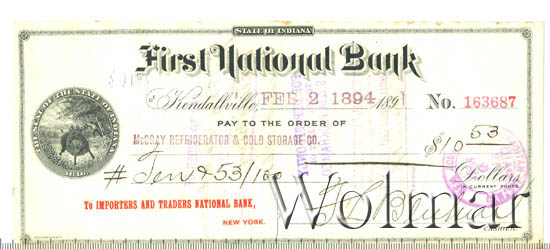 STATE OF INDIANA
First National Bank
Kendallville, FEB 2 1894 189
No. 163687
PAY TO THE ORDER OF
McCRAY REFRIGERATOR & COLD STORAGE CO.
$10 53
# Ten & 53/100
Dollars
IN CURRENT FUNDS
To IMPORTERS AND TRADERS NATIONAL BANK,
NEW YORK.
Cashier.
Wolmar